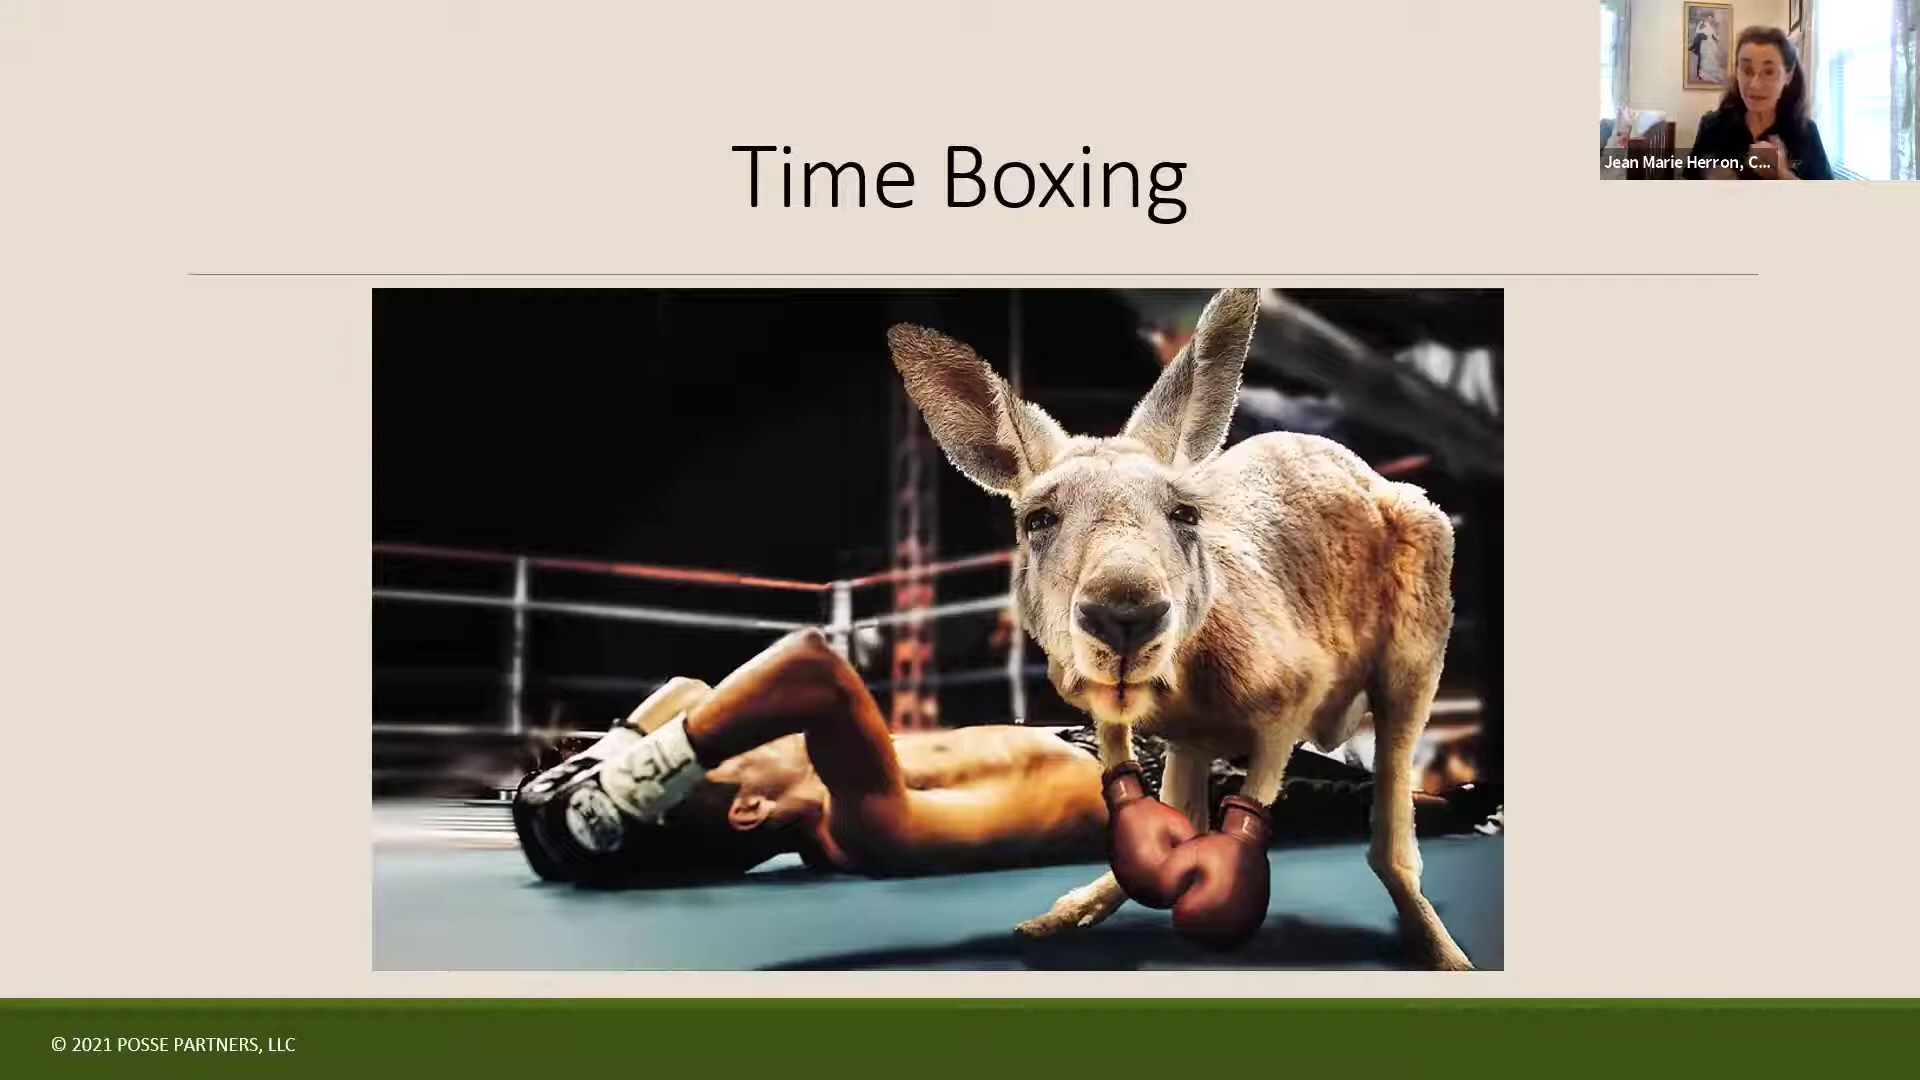 Time Boxing
Jean Marie Herron, C...
© 2021 POSSE PARTNERS, LLC